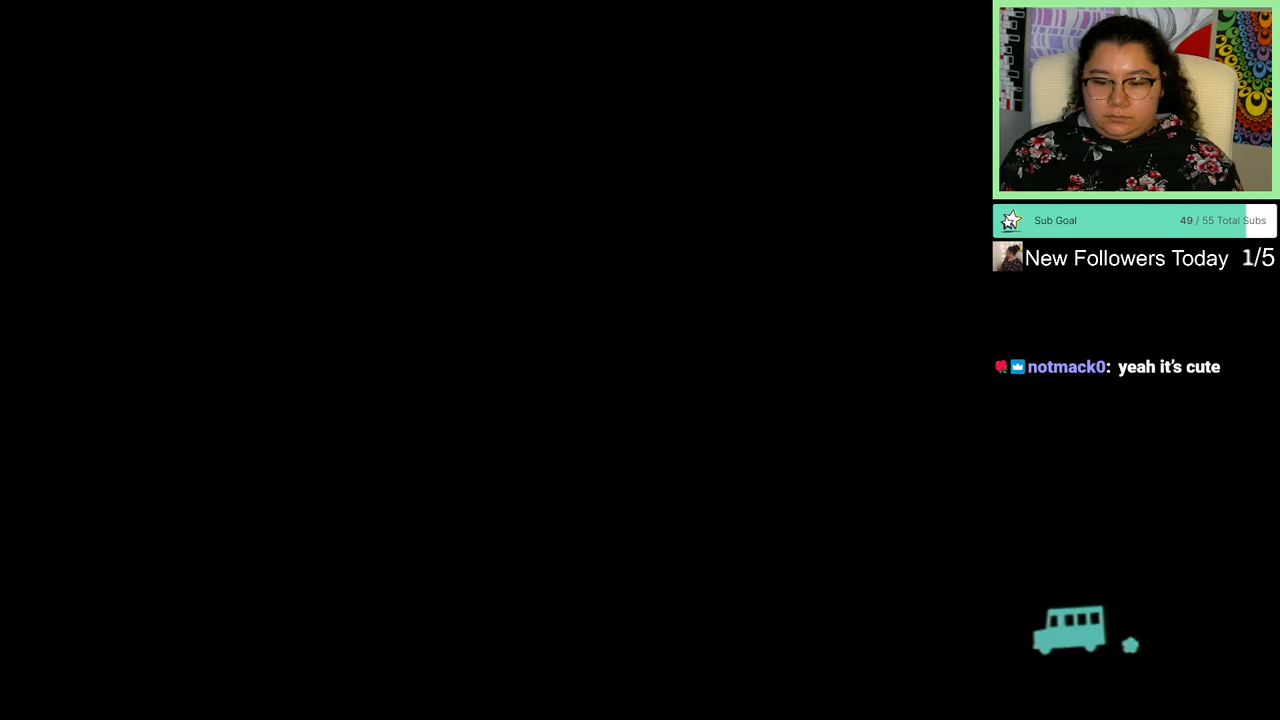 Sub Goal 49 / 55 Total Subs
New Followers Today 1/5
notmack0: yeah it's cute